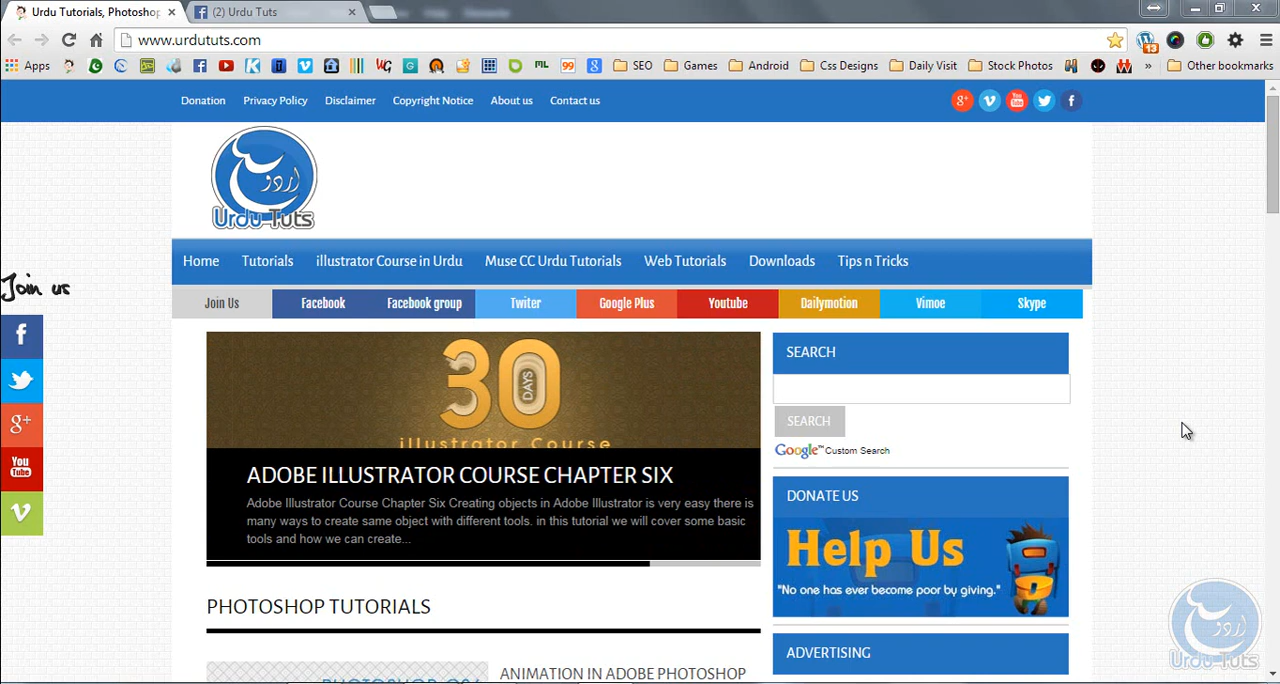 Urdu Tutorials, Photoshop
(2) Urdu Tuts
www.urdututs.com
13
Apps
SEO
Games
Android
Css Designs
Daily Visit
Stock Photos
Other bookmarks
Donation
Privacy Policy
Disclaimer
Copyright Notice
About us
Contact us
اردو
Urdu Tuts
Home
Tutorials
illustrator Course in Urdu
Muse CC Urdu Tutorials
Web Tutorials
Downloads
Tips n Tricks
Join us
Join Us
Facebook
Facebook group
Twiter
Google Plus
Youtube
Dailymotion
Vimoe
Skype
30
DAYS
illustrator Course
ADOBE ILLUSTRATOR COURSE CHAPTER SIX
Adobe Illustrator Course Chapter Six Creating objects in Adobe Illustrator is very easy there is
many ways to create same object with different tools. in this tutorial we will cover some basic
tools and how we can create...
PHOTOSHOP TUTORIALS
ANIMATION IN ADOBE PHOTOSHOP
SEARCH
SEARCH
Google™ Custom Search
DONATE US
Help Us
"No one has ever become poor by giving."
ADVERTISING
You
Tube
اردو
Urdu Tuts